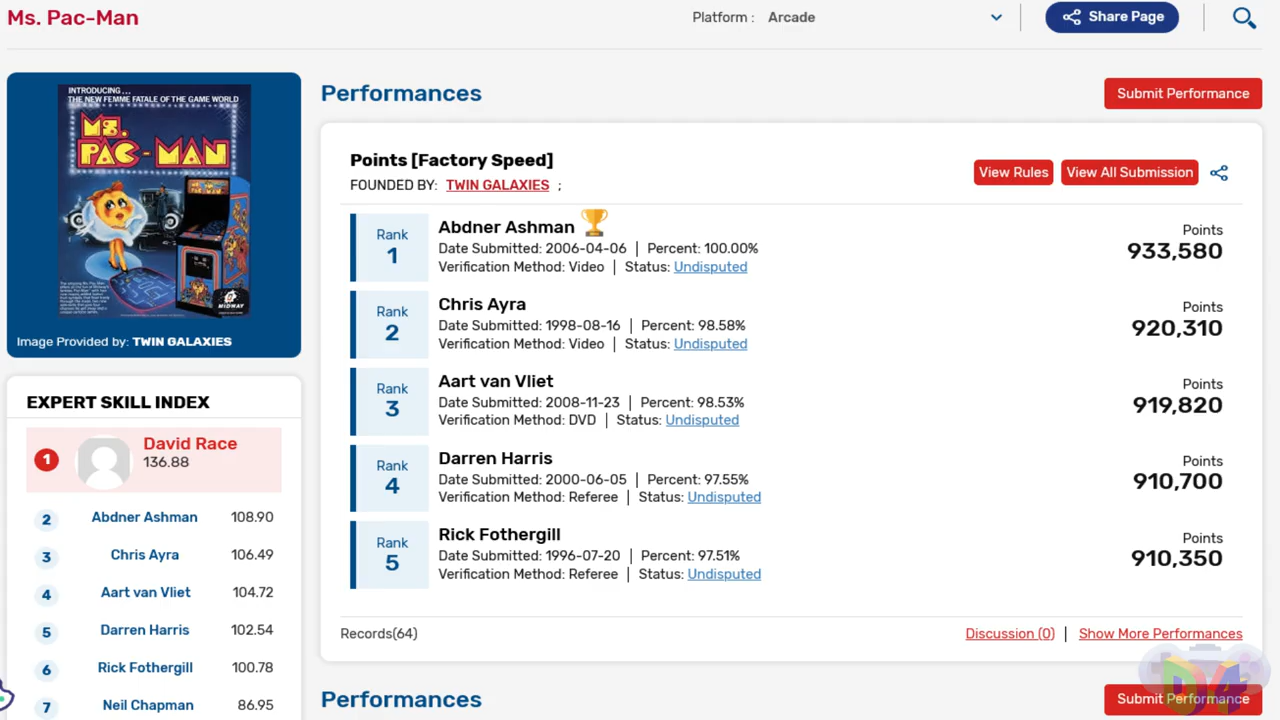 Ms. Pac-Man
Platform : Arcade
Share Page
INTRODUCING...
THE NEW FEMME FATALE OF THE GAME WORLD
MS.
PAC-MAN
MIDWAY
Image Provided by: TWIN GALAXIES
EXPERT SKILL INDEX
1
David Race
136.88
2 Abdner Ashman 108.90
3 Chris Ayra 106.49
4 Aart van Vliet 104.72
5 Darren Harris 102.54
6 Rick Fothergill 100.78
7 Neil Chapman 86.95
Performances
Submit Performance
Points [Factory Speed]
FOUNDED BY: TWIN GALAXIES ;
View Rules
View All Submission
Rank
1
Abdner Ashman
Date Submitted: 2006-04-06 | Percent: 100.00%
Verification Method: Video | Status: Undisputed
Points
933,580
Rank
2
Chris Ayra
Date Submitted: 1998-08-16 | Percent: 98.58%
Verification Method: Video | Status: Undisputed
Points
920,310
Rank
3
Aart van Vliet
Date Submitted: 2008-11-23 | Percent: 98.53%
Verification Method: DVD | Status: Undisputed
Points
919,820
Rank
4
Darren Harris
Date Submitted: 2000-06-05 | Percent: 97.55%
Verification Method: Referee | Status: Undisputed
Points
910,700
Rank
5
Rick Fothergill
Date Submitted: 1996-07-20 | Percent: 97.51%
Verification Method: Referee | Status: Undisputed
Points
910,350
Records(64)
Discussion (0) | Show More Performances
Performances
Submit Performance
D4